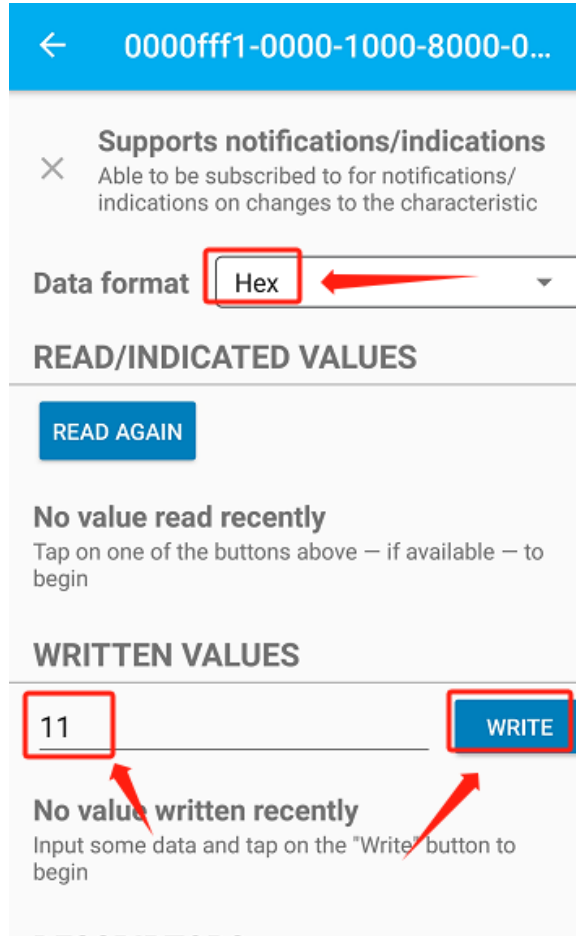 0000fff1-0000-1000-8000-0...
Supports notifications/indications
Able to be subscribed to for notifications/
indications on changes to the characteristic
Data format Hex
READ/INDICATED VALUES
READ AGAIN
No value read recently
Tap on one of the buttons above — if available — to
begin
WRITTEN VALUES
11 WRITE
No value written recently
Input some data and tap on the "Write" button to
begin